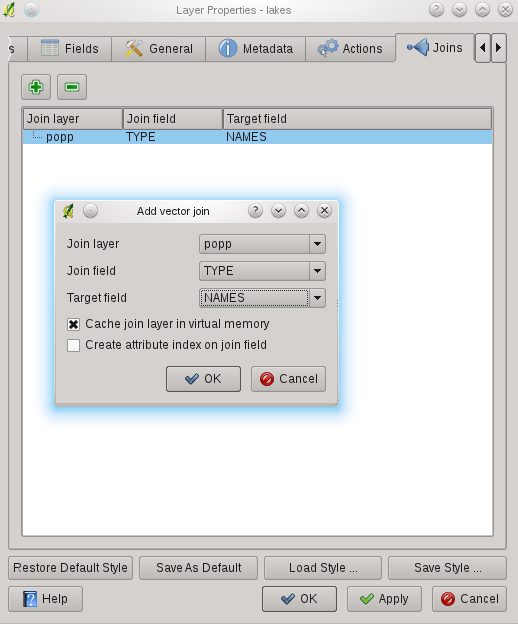 Layer Properties - lakes
s Fields General Metadata Actions Joins
Join layer Join field Target field
popp TYPE NAMES
Add vector join
Join layer popp
Join field TYPE
Target field NAMES
Cache join layer in virtual memory
Create attribute index on join field
OK Cancel
Restore Default Style Save As Default Load Style ... Save Style ...
Help OK Apply Cancel